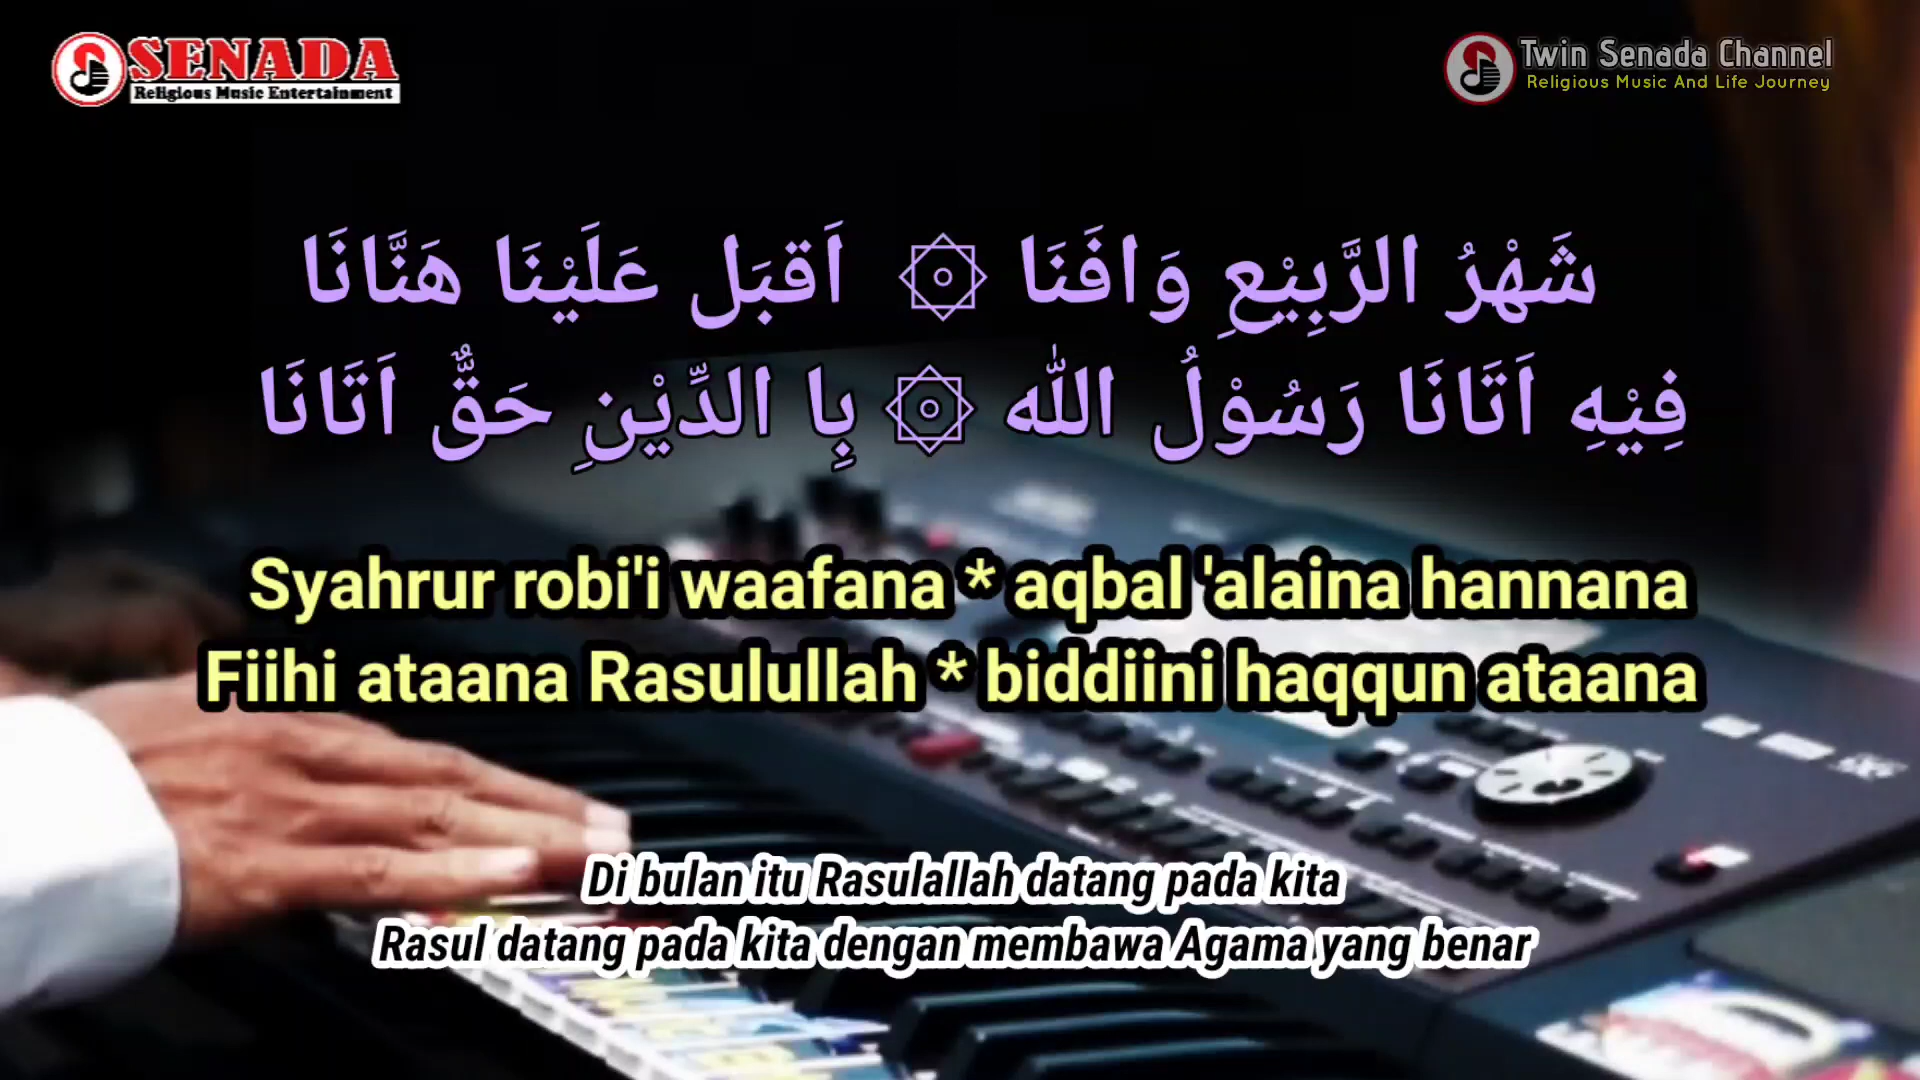 SENADA
Religious Music Entertainment
Twin Senada Channel
Religious Music And Life Journey
شَهْرُ الرَّبِيْعِ وَافَنَا ۞ اَقبَل عَلَيْنَا هَنَّانَا
فِيْهِ اَتَانَا رَسُوْلُ اللّٰه ۞ بِا الدِّيْنِ حَقٌّ اَتَانَا
Syahrur robi'i waafana * aqbal 'alaina hannana
Fiihi ataana Rasulullah * biddiini haqqun ataana
Di bulan itu Rasulallah datang pada kita
Rasul datang pada kita dengan membawa Agama yang benar